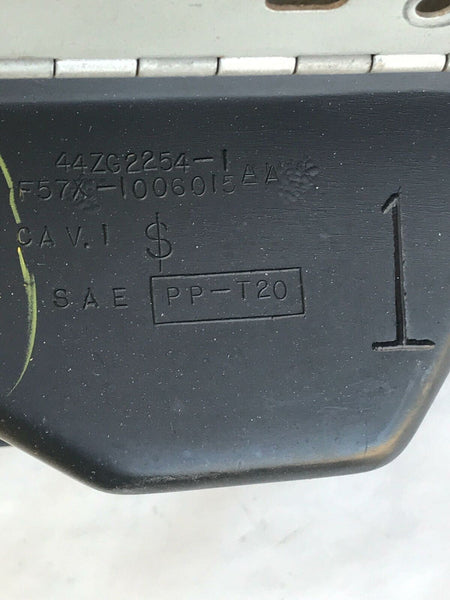 44ZG2254-1
F57X-1006015AA
CAV.1 $
SAE PP-T20
1